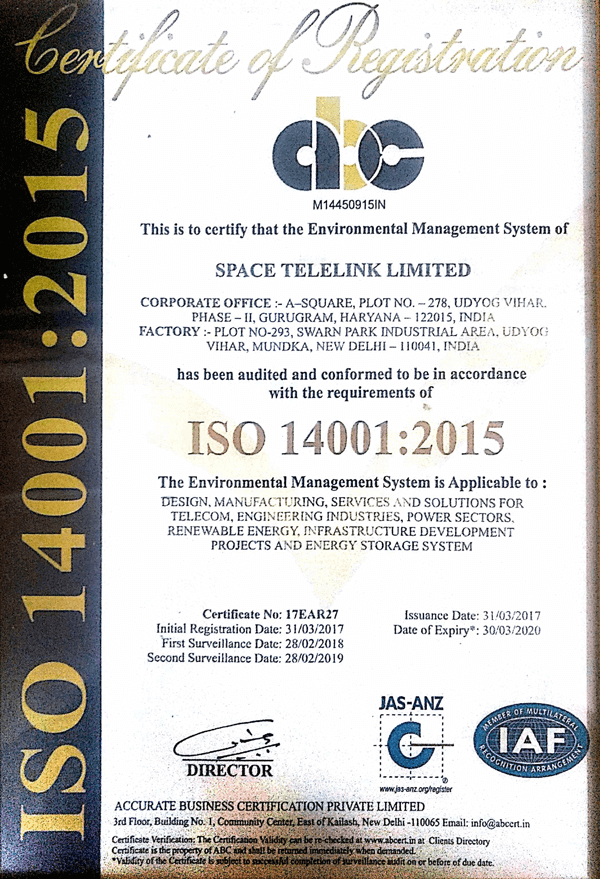 Certificate of Registration
ISO 14001:2015
abc
M14450915IN
This is to certify that the Environmental Management System of
SPACE TELELINK LIMITED
CORPORATE OFFICE :- A–SQUARE, PLOT NO. – 278, UDYOG VIHAR,
PHASE – II, GURUGRAM, HARYANA – 122015, INDIA
FACTORY :- PLOT NO-293, SWARN PARK INDUSTRIAL AREA, UDYOG
VIHAR, MUNDKA, NEW DELHI – 110041, INDIA
has been audited and conformed to be in accordance
with the requirements of
ISO 14001:2015
The Environmental Management System is Applicable to :
DESIGN, MANUFACTURING, SERVICES AND SOLUTIONS FOR
TELECOM, ENGINEERING INDUSTRIES, POWER SECTORS,
RENEWABLE ENERGY, INFRASTRUCTURE DEVELOPMENT
PROJECTS AND ENERGY STORAGE SYSTEM
Certificate No: 17EAR27
Initial Registration Date: 31/03/2017
First Surveillance Date: 28/02/2018
Second Surveillance Date: 28/02/2019
Issuance Date: 31/03/2017
Date of Expiry*: 30/03/2020
DIRECTOR
JAS-ANZ
C
®
www.jas-anz.org/register
MEMBER OF MULTILATERAL
IAF
RECOGNITION ARRANGEMENT
ACCURATE BUSINESS CERTIFICATION PRIVATE LIMITED
3rd Floor, Building No. 1, Community Center, East of Kailash, New Delhi -110065 Email: info@abcert.in
Certificate Verification: The Certification Validity can be re-checked at www.abcert.in at Clients Directory
Certificate is the property of ABC and shall be returned immediately when demanded.
*Validity of the Certificate is subject to successful completion of surveillance audit on or before of due date.